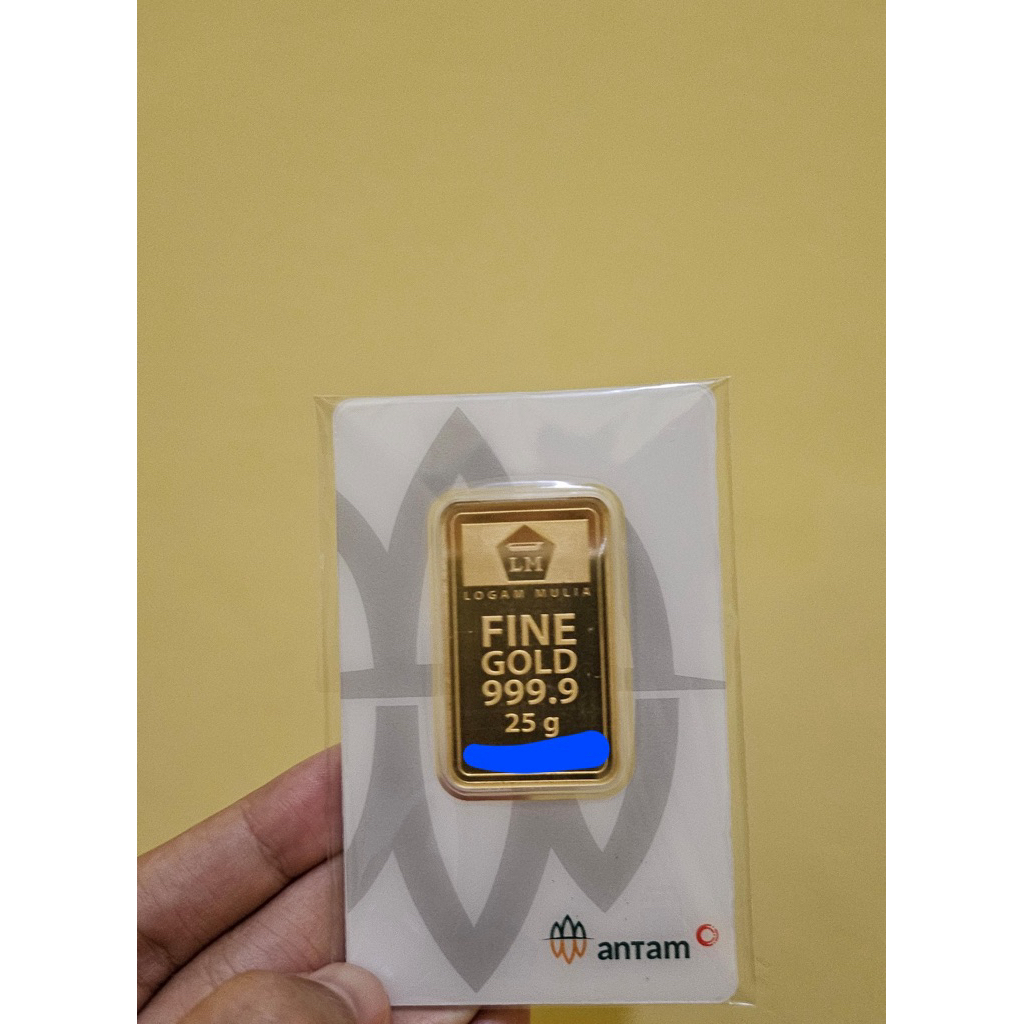 LM
LOGAM MULIA
FINE
GOLD
999.9
25 g
antam